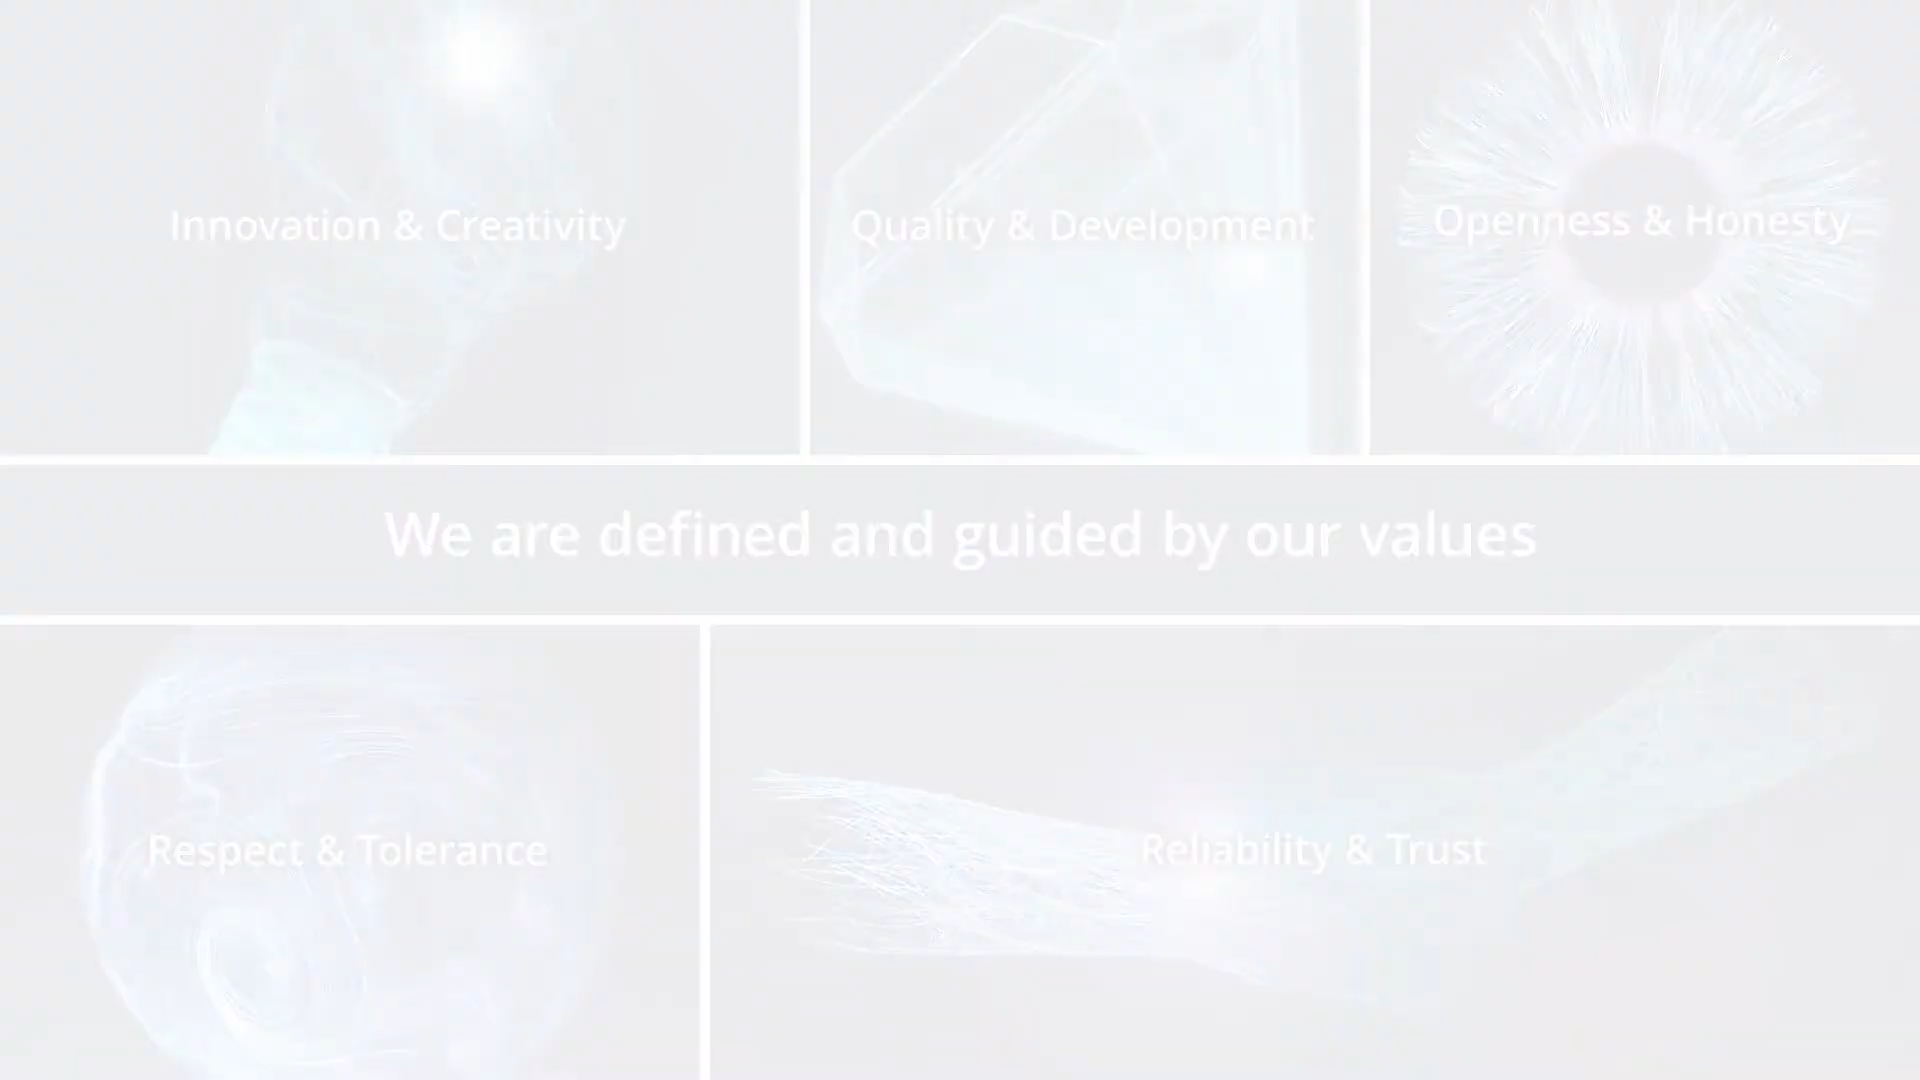 Innovation & Creativity
Quality & Development
Openness & Honesty
We are defined and guided by our values
Respect & Tolerance
Reliability & Trust